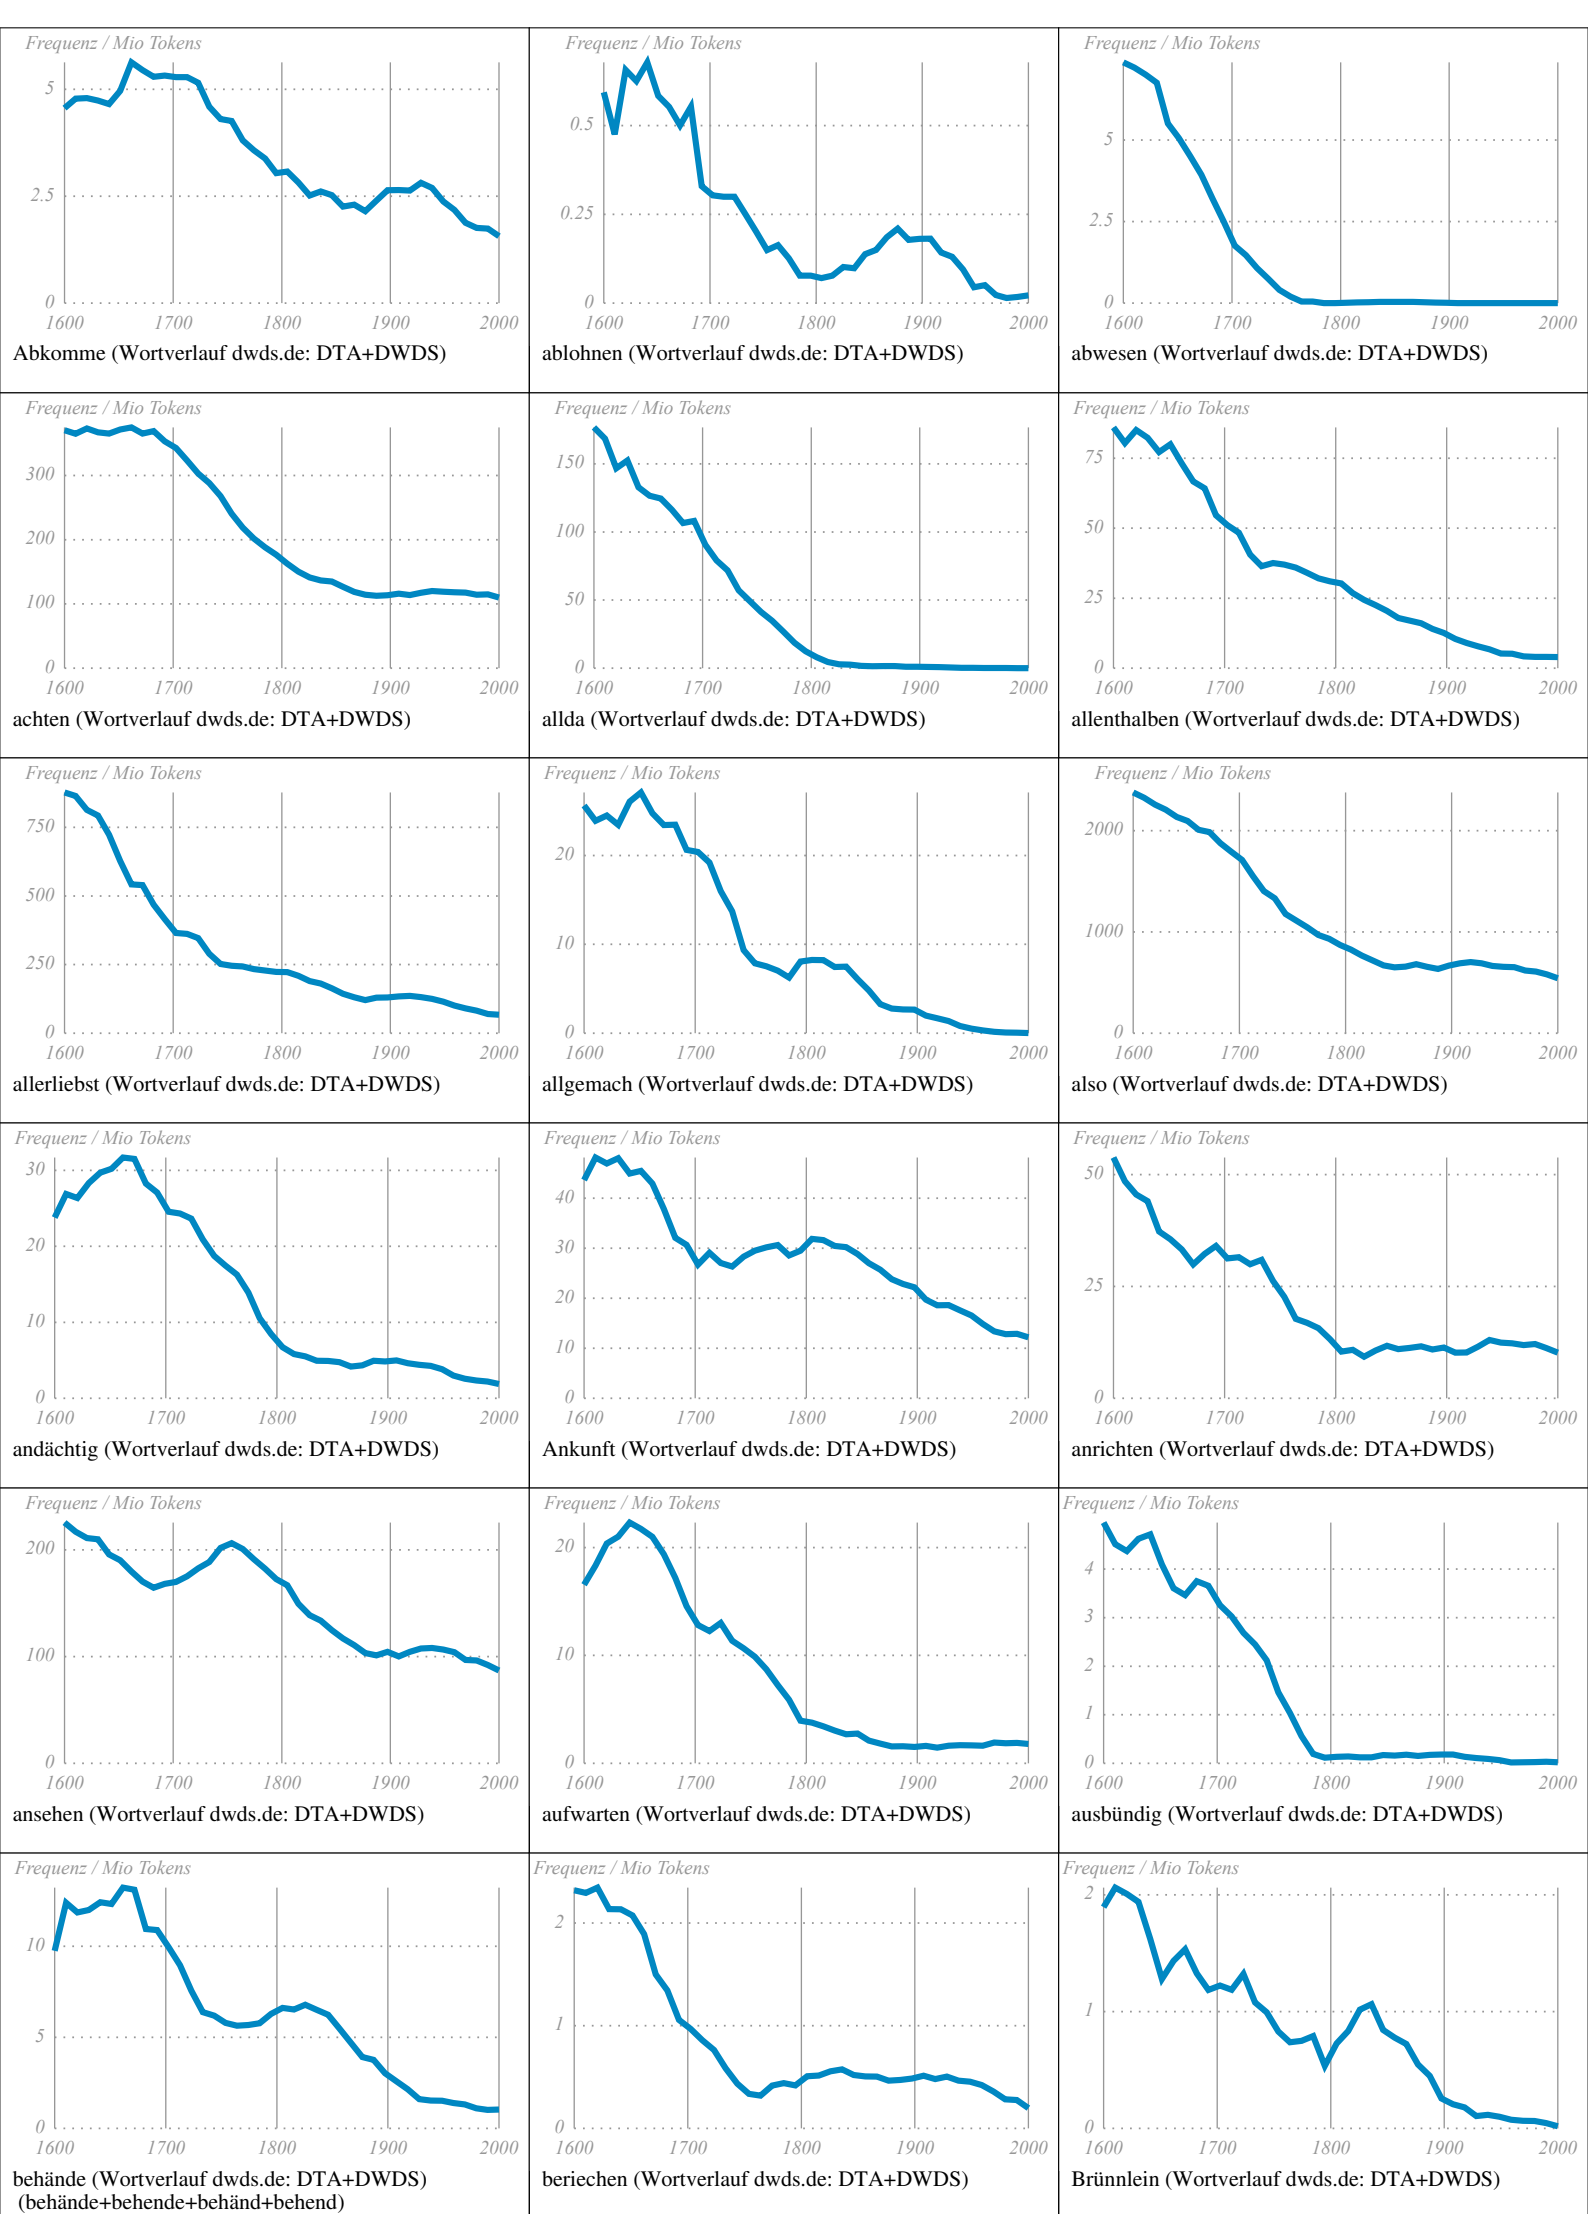 Frequenz / Mio Tokens
5
2.5
0
1600 1700 1800 1900 2000
Abkomme (Wortverlauf dwds.de: DTA+DWDS)
Frequenz / Mio Tokens
0.5
0.25
0
1600 1700 1800 1900 2000
ablohnen (Wortverlauf dwds.de: DTA+DWDS)
Frequenz / Mio Tokens
5
2.5
0
1600 1700 1800 1900 2000
abwesen (Wortverlauf dwds.de: DTA+DWDS)
Frequenz / Mio Tokens
300
200
100
0
1600 1700 1800 1900 2000
achten (Wortverlauf dwds.de: DTA+DWDS)
Frequenz / Mio Tokens
150
100
50
0
1600 1700 1800 1900 2000
allda (Wortverlauf dwds.de: DTA+DWDS)
Frequenz / Mio Tokens
75
50
25
0
1600 1700 1800 1900 2000
allenthalben (Wortverlauf dwds.de: DTA+DWDS)
Frequenz / Mio Tokens
750
500
250
0
1600 1700 1800 1900 2000
allerliebst (Wortverlauf dwds.de: DTA+DWDS)
Frequenz / Mio Tokens
20
10
0
1600 1700 1800 1900 2000
allgemach (Wortverlauf dwds.de: DTA+DWDS)
Frequenz / Mio Tokens
2000
1000
0
1600 1700 1800 1900 2000
also (Wortverlauf dwds.de: DTA+DWDS)
Frequenz / Mio Tokens
30
20
10
0
1600 1700 1800 1900 2000
andächtig (Wortverlauf dwds.de: DTA+DWDS)
Frequenz / Mio Tokens
40
30
20
10
0
1600 1700 1800 1900 2000
Ankunft (Wortverlauf dwds.de: DTA+DWDS)
Frequenz / Mio Tokens
50
25
0
1600 1700 1800 1900 2000
anrichten (Wortverlauf dwds.de: DTA+DWDS)
Frequenz / Mio Tokens
200
100
0
1600 1700 1800 1900 2000
ansehen (Wortverlauf dwds.de: DTA+DWDS)
Frequenz / Mio Tokens
20
10
0
1600 1700 1800 1900 2000
aufwarten (Wortverlauf dwds.de: DTA+DWDS)
Frequenz / Mio Tokens
4
3
2
1
0
1600 1700 1800 1900 2000
ausbündig (Wortverlauf dwds.de: DTA+DWDS)
Frequenz / Mio Tokens
10
5
0
1600 1700 1800 1900 2000
behände (Wortverlauf dwds.de: DTA+DWDS)
(behände+behende+behänd+behend)
Frequenz / Mio Tokens
2
1
0
1600 1700 1800 1900 2000
beriechen (Wortverlauf dwds.de: DTA+DWDS)
Frequenz / Mio Tokens
2
1
0
1600 1700 1800 1900 2000
Brünnlein (Wortverlauf dwds.de: DTA+DWDS)